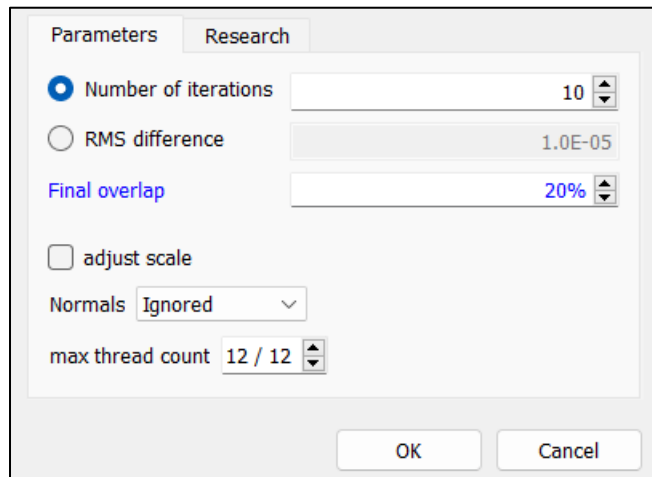 Parameters Research
Number of iterations 10
RMS difference 1.0E-05
Final overlap 20%
adjust scale
Normals Ignored
max thread count 12 / 12
OK Cancel